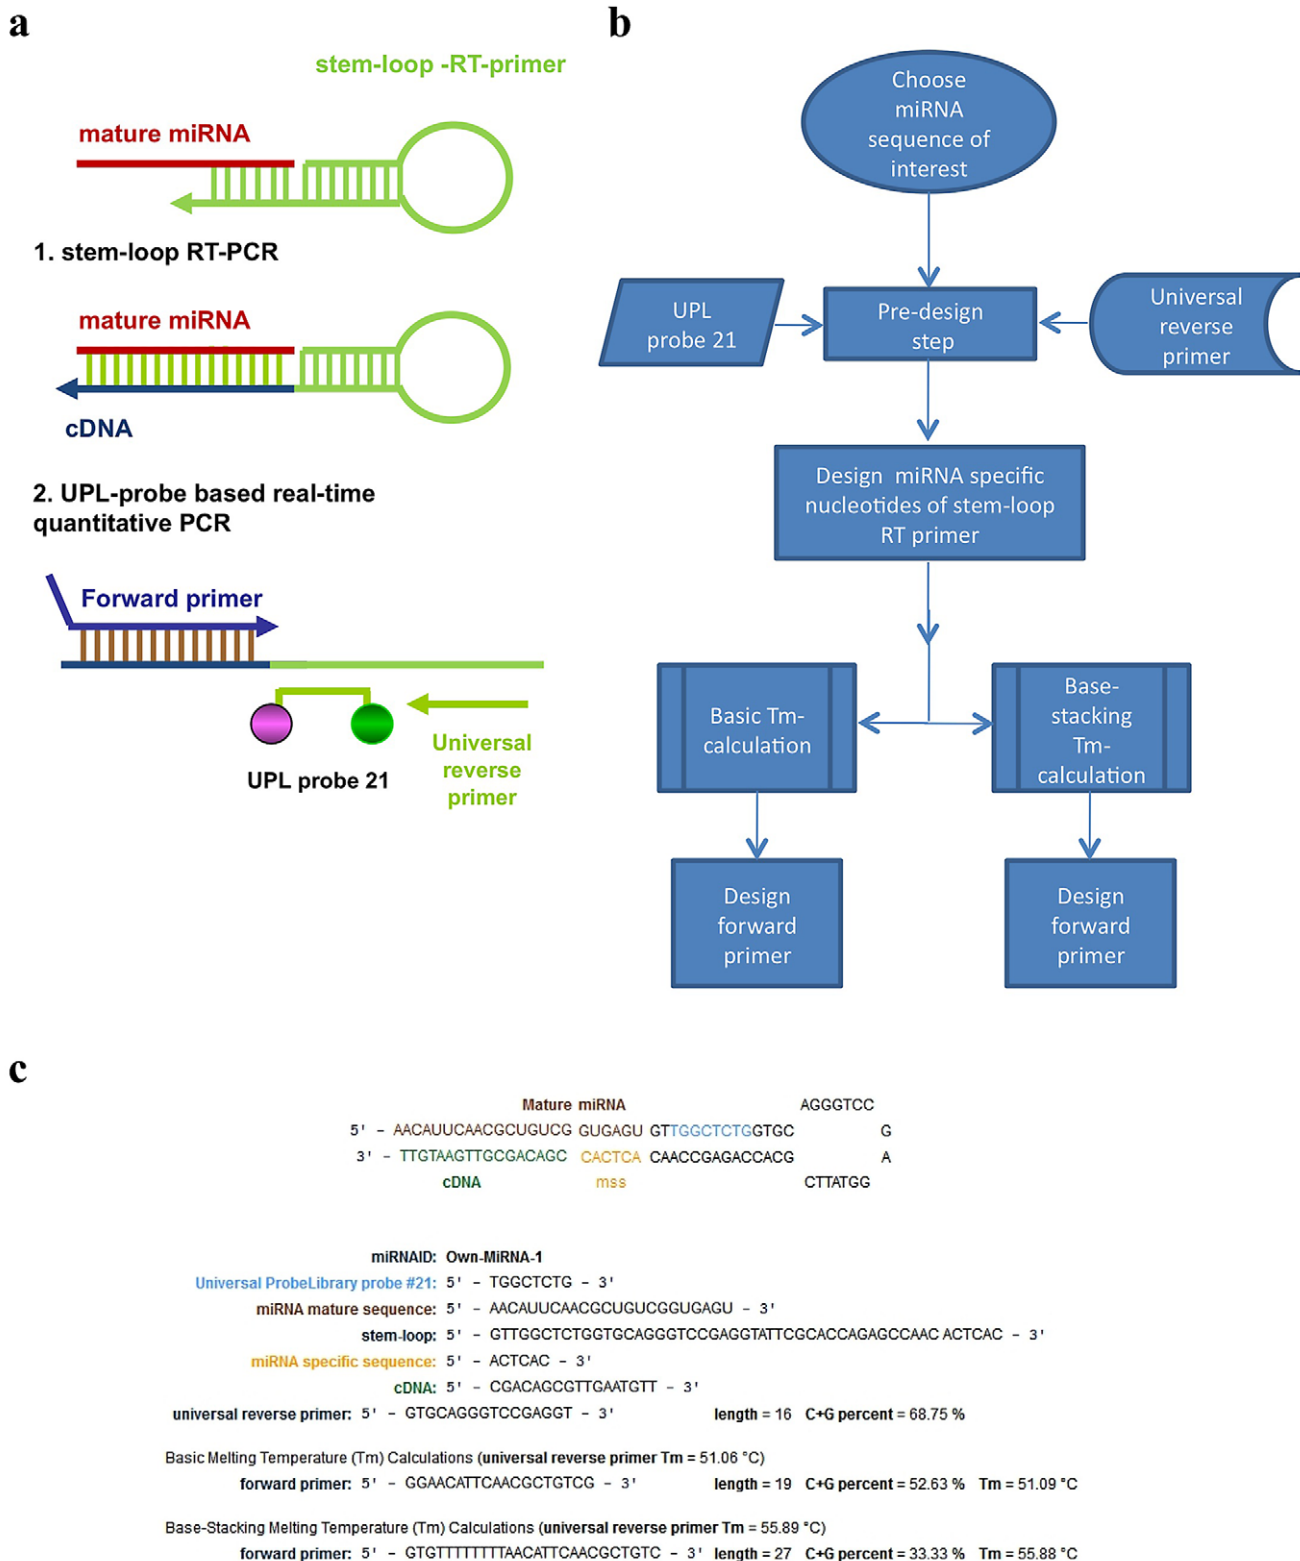 a
stem-loop -RT-primer
mature miRNA
1. stem-loop RT-PCR
mature miRNA
cDNA
2. UPL-probe based real-time
quantitative PCR
Forward primer
UPL probe 21
Universal
reverse
primer
b
Choose
miRNA
sequence of
interest
UPL
probe 21
Pre-design
step
Universal
reverse
primer
Design miRNA specific
nucleotides of stem-loop
RT primer
Basic Tm-
calculation
Base-
stacking
Tm-
calculation
Design
forward
primer
Design
forward
primer
c
Mature miRNA AGGGTCC
5' - AACAUUCAACGCUGUCG GUGAGU GTTGGCTCTGGTGC G
3' - TTGTAAGTTGCGACAGC CACTCA CAACCGAGACCACG A
cDNA mss CTTATGG
miRNAID: Own-MiRNA-1
Universal ProbeLibrary probe #21: 5' - TGGCTCTG - 3'
miRNA mature sequence: 5' - AACAUUCAACGCUGUCGGUGAGU - 3'
stem-loop: 5' - GTTGGCTCTGGTGCAGGGTCCGAGGTATTCGCACCAGAGCCAAC ACTCAC - 3'
miRNA specific sequence: 5' - ACTCAC - 3'
cDNA: 5' - CGACAGCGTTGAATGTT - 3'
universal reverse primer: 5' - GTGCAGGGTCCGAGGT - 3' length = 16 C+G percent = 68.75 %
Basic Melting Temperature (Tm) Calculations (universal reverse primer Tm = 51.06 °C)
forward primer: 5' - GGAACATTCAACGCTGTCG - 3' length = 19 C+G percent = 52.63 % Tm = 51.09 °C
Base-Stacking Melting Temperature (Tm) Calculations (universal reverse primer Tm = 55.89 °C)
forward primer: 5' - GTGTTTTTTTTAACATTCAACGCTGTC - 3' length = 27 C+G percent = 33.33 % Tm = 55.88 °C